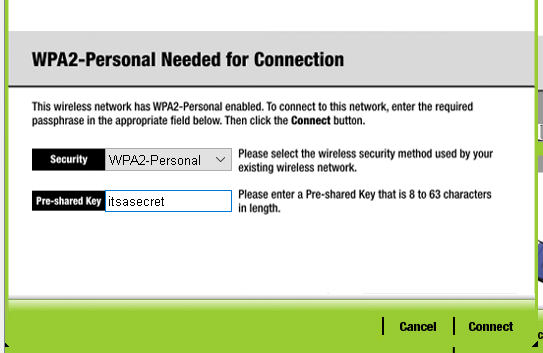 WPA2-Personal Needed for Connection
This wireless network has WPA2-Personal enabled. To connect to this network, enter the required
passphrase in the appropriate field below. Then click the Connect button.
Security WPA2-Personal Please select the wireless security method used by your
existing wireless network.
Pre-shared Key itsasecret Please enter a Pre-shared Key that is 8 to 63 characters
in length.
Cancel Connect